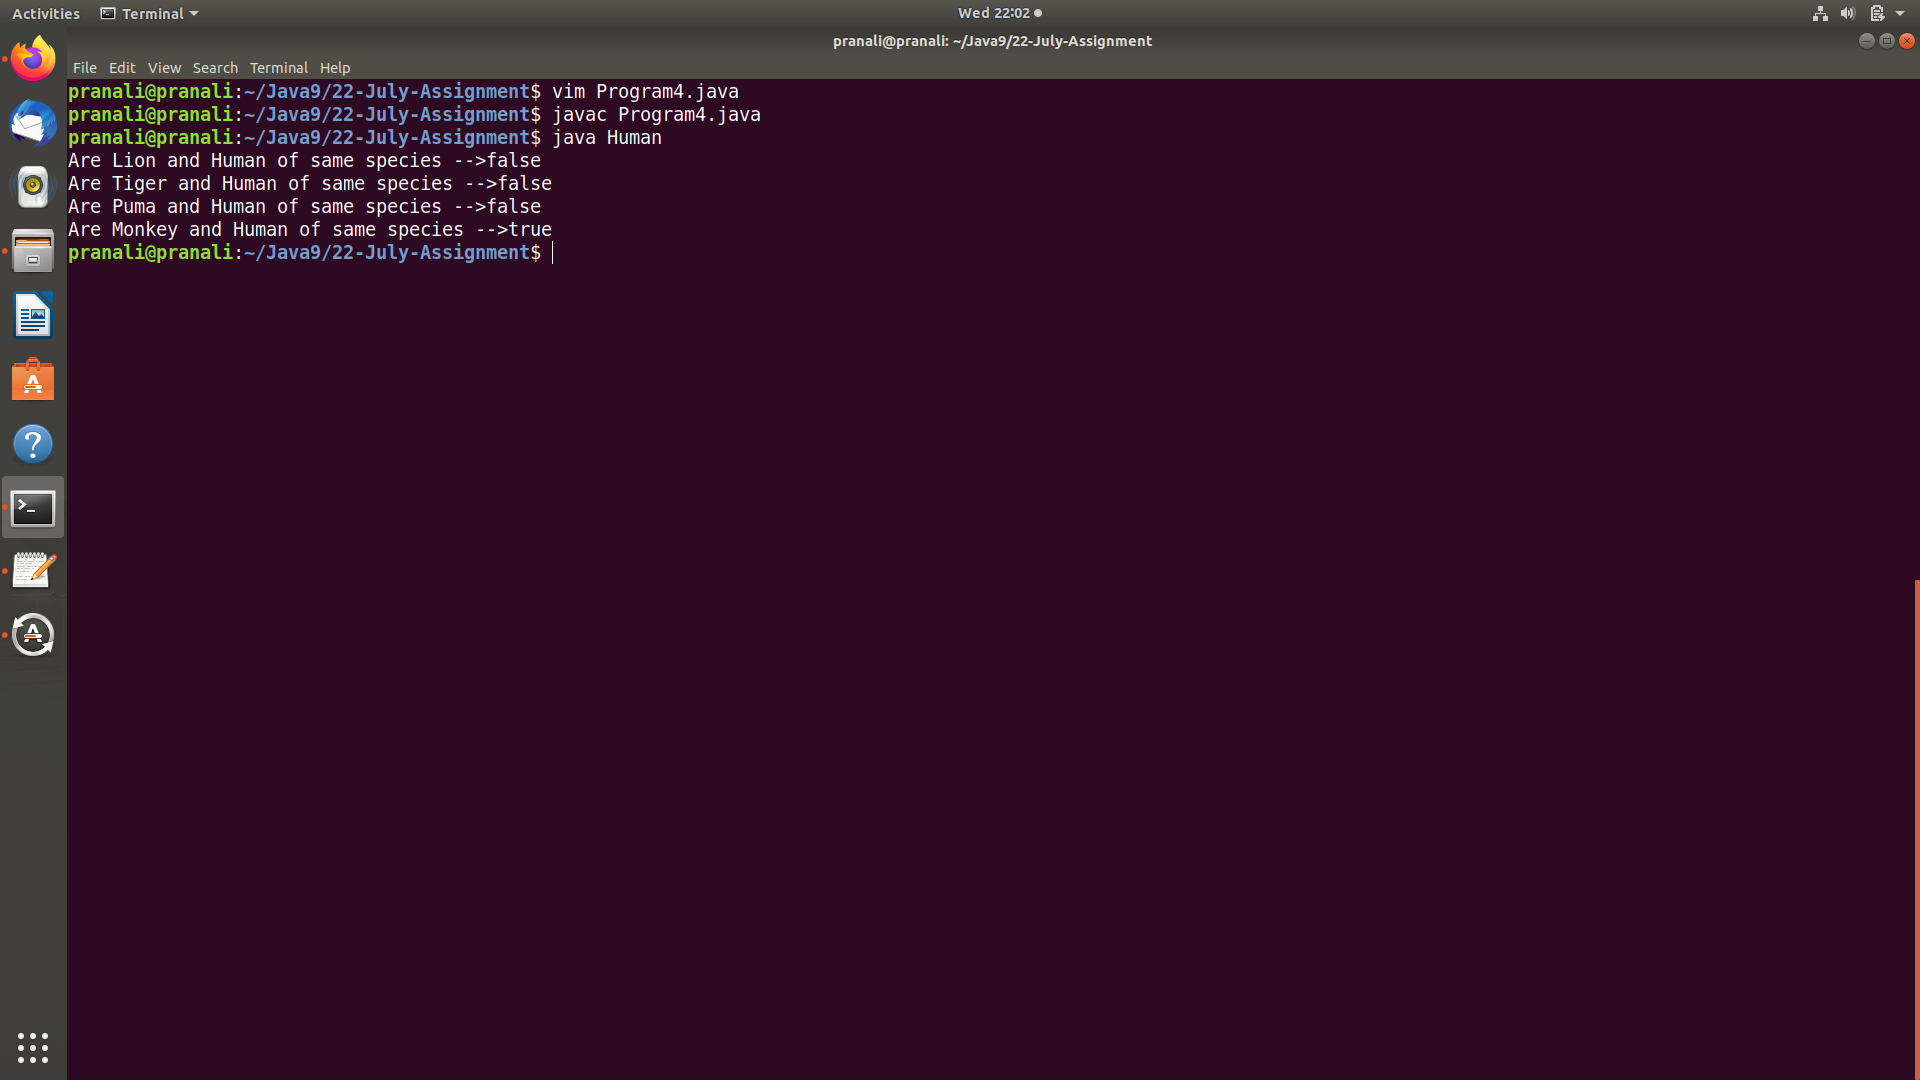 Activities Terminal Wed 22:02
pranali@pranali: ~/Java9/22-July-Assignment
File Edit View Search Terminal Help
pranali@pranali:~/Java9/22-July-Assignment$ vim Program4.java
pranali@pranali:~/Java9/22-July-Assignment$ javac Program4.java
pranali@pranali:~/Java9/22-July-Assignment$ java Human
Are Lion and Human of same species -->false
Are Tiger and Human of same species -->false
Are Puma and Human of same species -->false
Are Monkey and Human of same species -->true
pranali@pranali:~/Java9/22-July-Assignment$